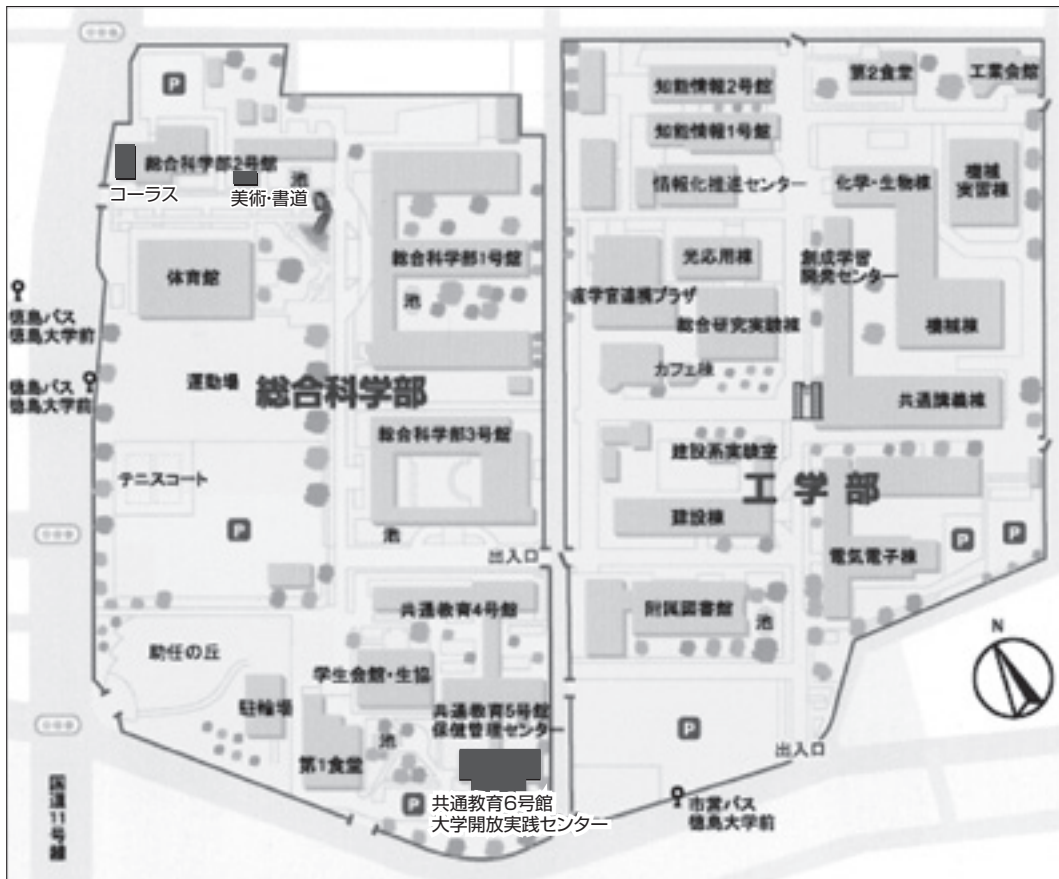 P
知能情報2号館
第2食堂
工業会館
知能情報1号館
総合科学部2号館
コーラス
美術・書道
池
情報化推進センター
化学・生物棟
機械
実習棟
体育館
総合科学部1号館
光応用棟
創成学習
開発センター
池
産学官連携プラザ
総合研究実験棟
機械棟
徳島バス
徳島大学前
徳島バス
徳島大学前
運動場
総合科学部
カフェ棟
共通講義棟
総合科学部3号館
建設系実験室
テニスコート
工学部
P
建設棟
池
出入口
電気電子棟
P
P
共通教育4号館
附属図書館
池
助任の丘
学生会館・生協
N
駐輪場
共通教育5号館
保健管理センター
池
第1食堂
P
出入口
国道11号線
P
共通教育6号館
大学開放実践センター
市営バス
徳島大学前